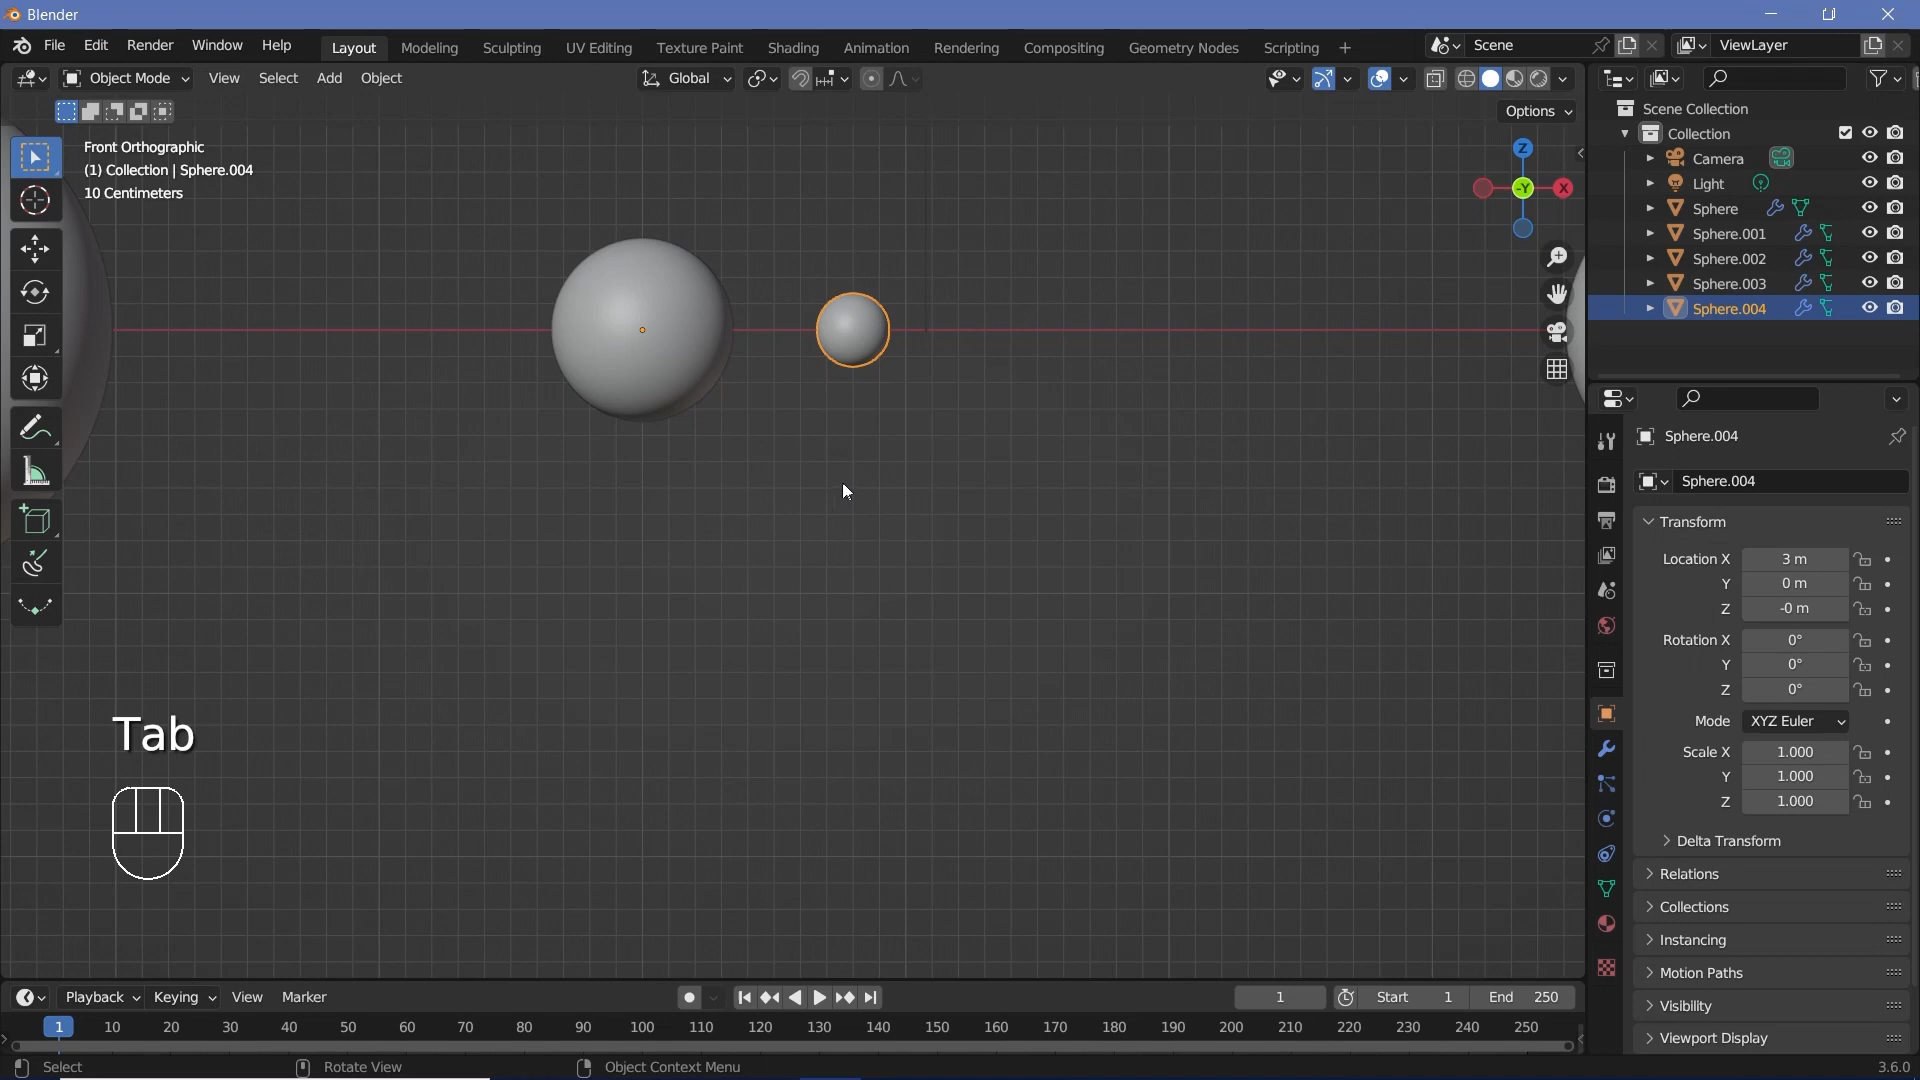 Blender
File Edit Render Window Help Layout Modeling Sculpting UV Editing Texture Paint Shading Animation Rendering Compositing Geometry Nodes Scripting + Scene ViewLayer
Object Mode View Select Add Object Global
Options
Front Orthographic
(1) Collection | Sphere.004
10 Centimeters
Z
-Y X
Scene Collection
Collection
Camera
Light
Sphere
Sphere.001
Sphere.002
Sphere.003
Sphere.004
Sphere.004
Sphere.004
Transform
Location X 3 m
Y 0 m
Z -0 m
Rotation X 0°
Y 0°
Z 0°
Mode XYZ Euler
Scale X 1.000
Y 1.000
Z 1.000
Delta Transform
Relations
Collections
Instancing
Motion Paths
Visibility
Viewport Display
Tab
Playback Keying View Marker 1 Start 1 End 250
1 10 20 30 40 50 60 70 80 90 100 110 120 130 140 150 160 170 180 190 200 210 220 230 240 250
Select Rotate View Object Context Menu 3.6.0